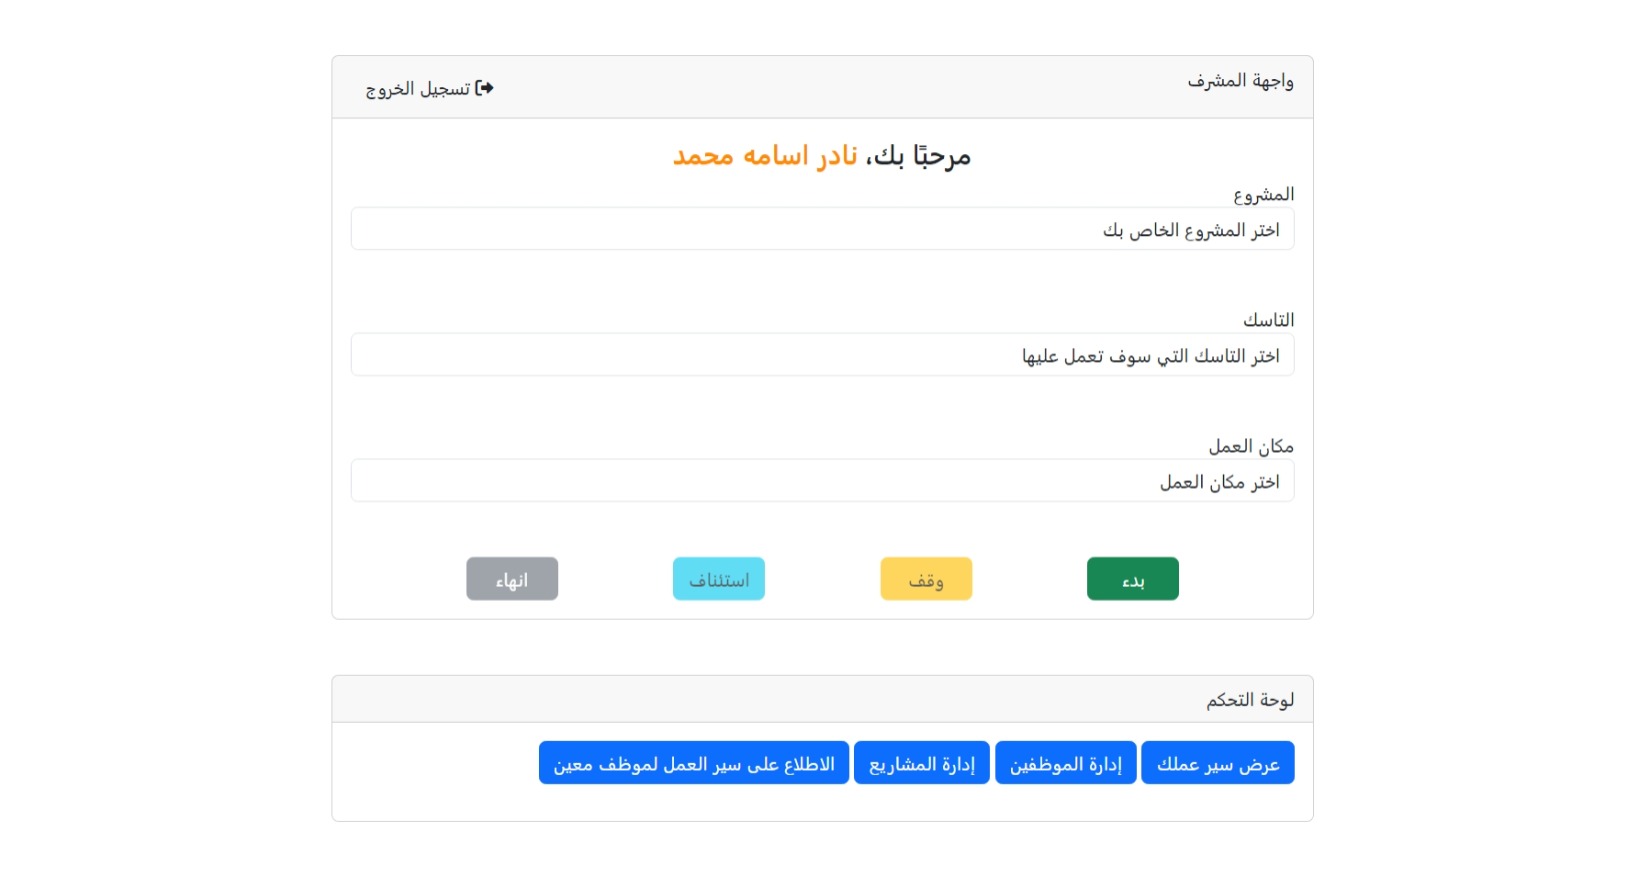 واجهة المشرف
تسجيل الخروج
مرحبًا بك، نادر اسامه محمد
المشروع
اختر المشروع الخاص بك
التاسك
اختر التاسك التي سوف تعمل عليها
مكان العمل
اختر مكان العمل
بدء
وقف
استئناف
انهاء
لوحة التحكم
عرض سير عملك
إدارة الموظفين
إدارة المشاريع
الاطلاع على سير العمل لموظف معين